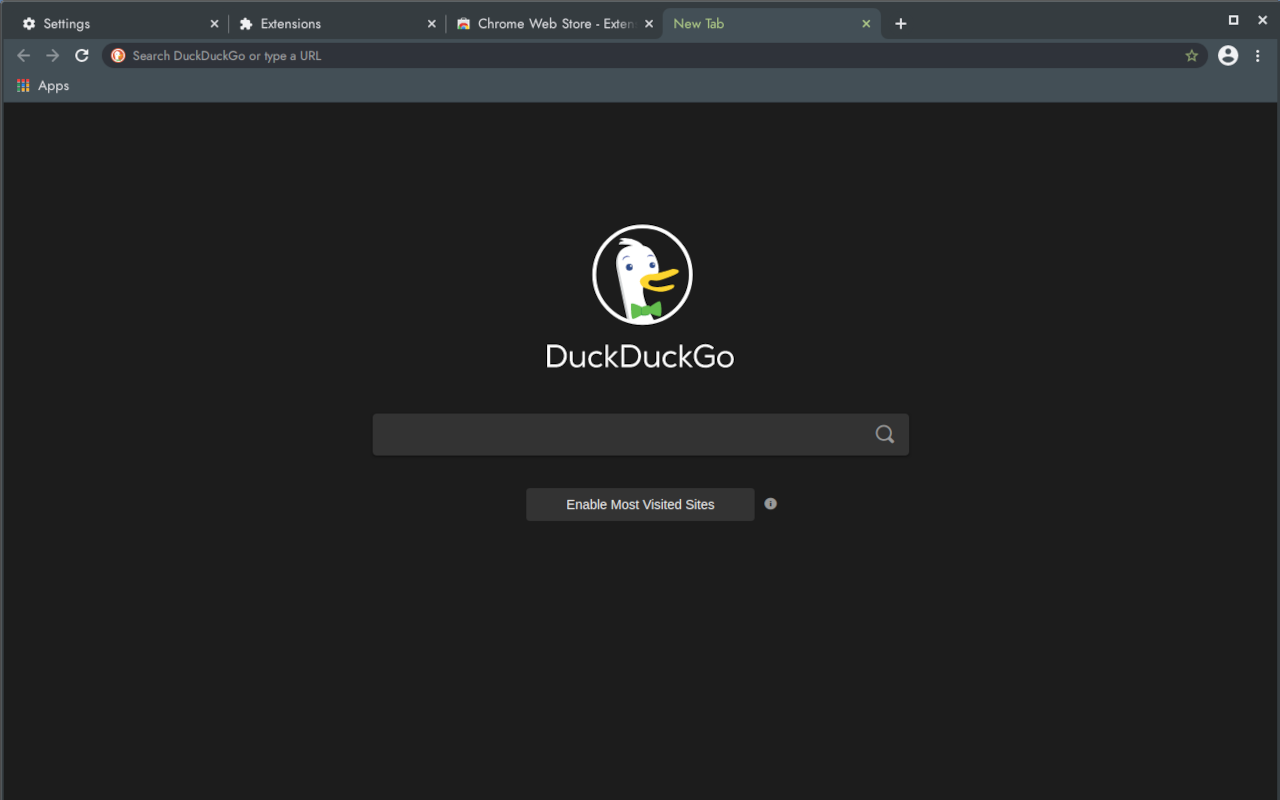 Settings
Extensions
Chrome Web Store - Exten
New Tab
Search DuckDuckGo or type a URL
Apps
DuckDuckGo
Enable Most Visited Sites